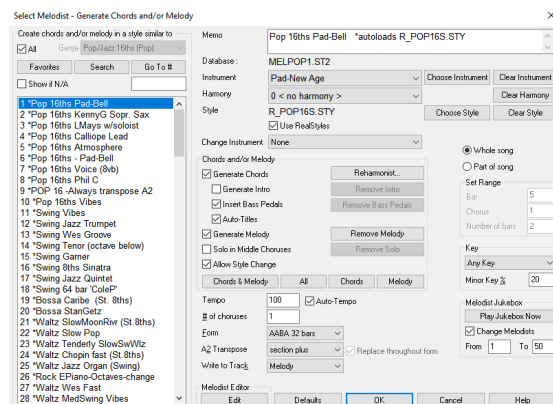 Select Melodist - Generate Chords and/or Melody
Create chords and/or melody in a style similar to
All Genre Pop/Jazz 16ths (Pop)
Favorites Search Go To #
Show if N/A
1 *Pop 16ths Pad-Bell
2 *Pop 16ths KennyG Sopr. Sax
3 *Pop 16ths LMays w/soloist
4 *Pop 16ths Calliope Lead
5 *Pop 16ths Atmosphere
6 *Pop 16ths - Pad-Bell
7 *Pop 16ths Voice (8vb)
8 *Pop 16ths Phil C
9 *POP 16 -Always transpose A2
10 *Pop 16ths Vibes
11 *Swing Vibes
12 *Swing Jazz Trumpet
13 *Swing Wes Groove
14 *Swing Tenor (octave below)
15 *Swing Garner
16 *Swing 8ths Sinatra
17 *Swing Jazz Quintet
18 *Swing 64 bar 'ColeP'
19 *Bossa Caribe (St. 8ths)
20 *Bossa StanGetz
21 *Waltz SlowMoonRivr (St.8ths)
22 *Waltz Slow Pop
23 *Waltz Tenderly SlowSwWlz
24 *Waltz Chopin fast (St.8ths)
25 *Waltz Jazz Organ (Swing)
26 *Rock EPiano-Octaves-change
27 *Waltz Wes Fast
28 *Waltz MedSwing Vibes
Memo Pop 16ths Pad-Bell *autoloads R_POP16S.STY
Database : MELPOP1.ST2
Instrument Pad-New Age Choose Instrument Clear Instrument
Harmony 0 < no harmony > Clear Harmony
Style R_POP16S.STY Choose Style Clear Style
Use RealStyles
Change Instrument None
Chords and/or Melody
Generate Chords Reharmonist...
Generate Intro Remove Intro
Insert Bass Pedals Remove Bass Pedals
Auto-Titles
Generate Melody Remove Melody
Solo in Middle Choruses Remove Solo
Allow Style Change
Chords & Melody All Chords Melody
Tempo 100 Auto-Tempo
# of choruses 1
Form AABA 32 bars
A2 Transpose section plus Replace throughout form
Write to Track Melody
Melodist Editor
Edit Defaults OK Cancel Help
Whole song
Part of song
Set Range
Bar 5
Chorus 1
Number of bars 2
Key
Any Key
Minor Key % 20
Melodist Jukebox
Play Jukebox Now
Change Melodists
From 1 To 50